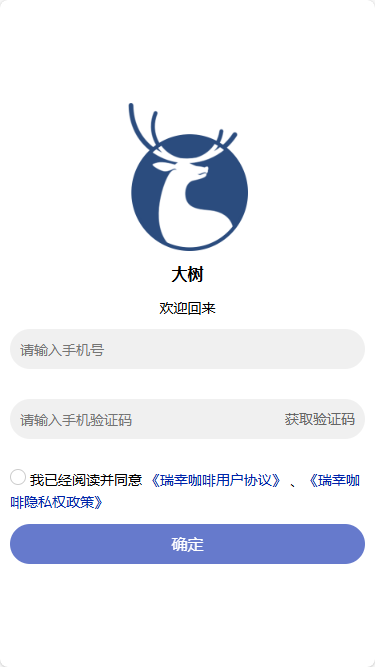 大树
欢迎回来
请输入手机号
请输入手机验证码 获取验证码
我已经阅读并同意 《瑞幸咖啡用户协议》 、 《瑞幸咖
啡隐私权政策》
确定